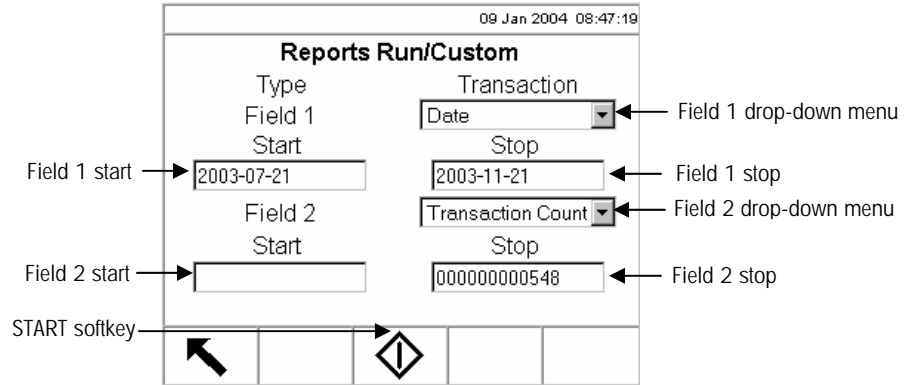 09 Jan 2004 08:47:19
Reports Run/Custom
Type Transaction
Field 1 Date Field 1 drop-down menu
Start Stop
Field 1 start 2003-07-21 2003-11-21 Field 1 stop
Field 2 Transaction Count Field 2 drop-down menu
Start Stop
Field 2 start 000000000548 Field 2 stop
START softkey